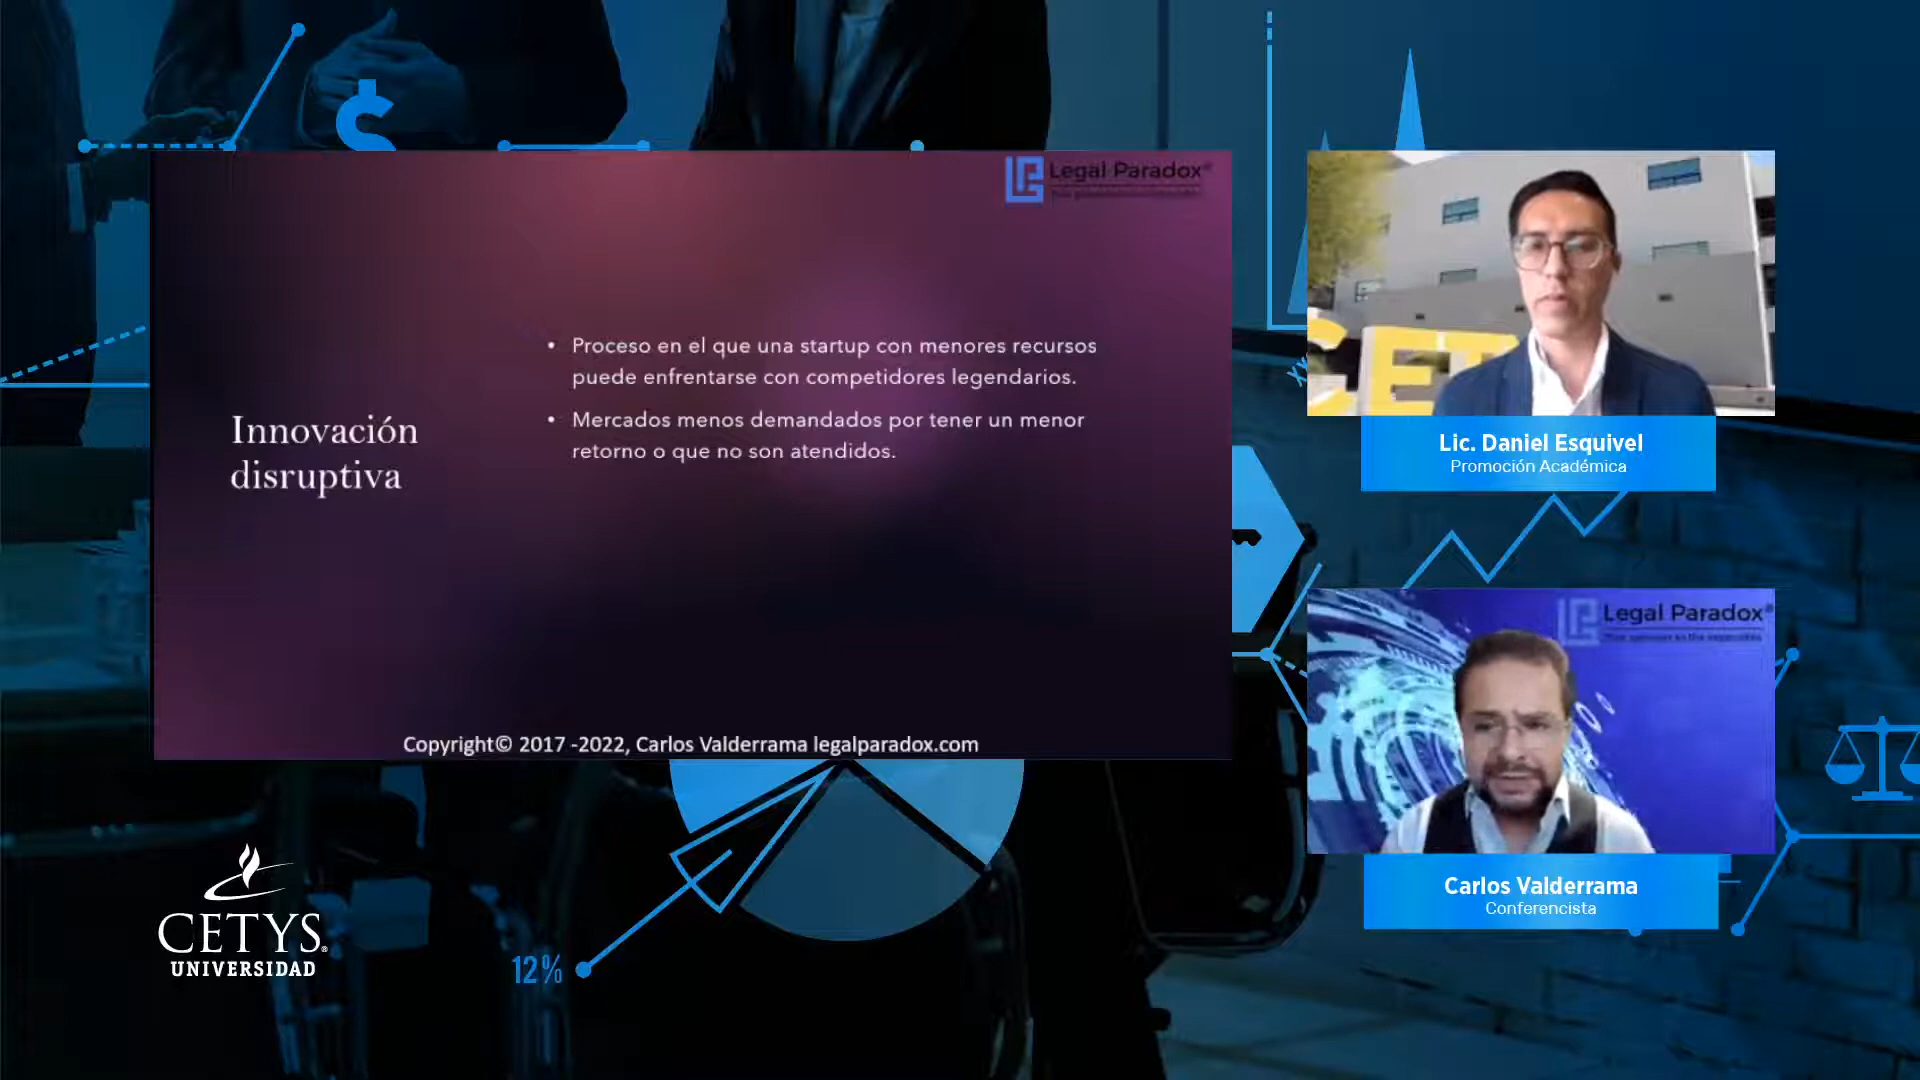 Legal Paradox®
Innovación
disruptiva
• Proceso en el que una startup con menores recursos
puede enfrentarse con competidores legendarios.
• Mercados menos demandados por tener un menor
retorno o que no son atendidos.
Copyright© 2017 -2022, Carlos Valderrama legalparadox.com
Lic. Daniel Esquivel
Promoción Académica
Legal Paradox®
Carlos Valderrama
Conferencista
CETYS®
UNIVERSIDAD
12%
$